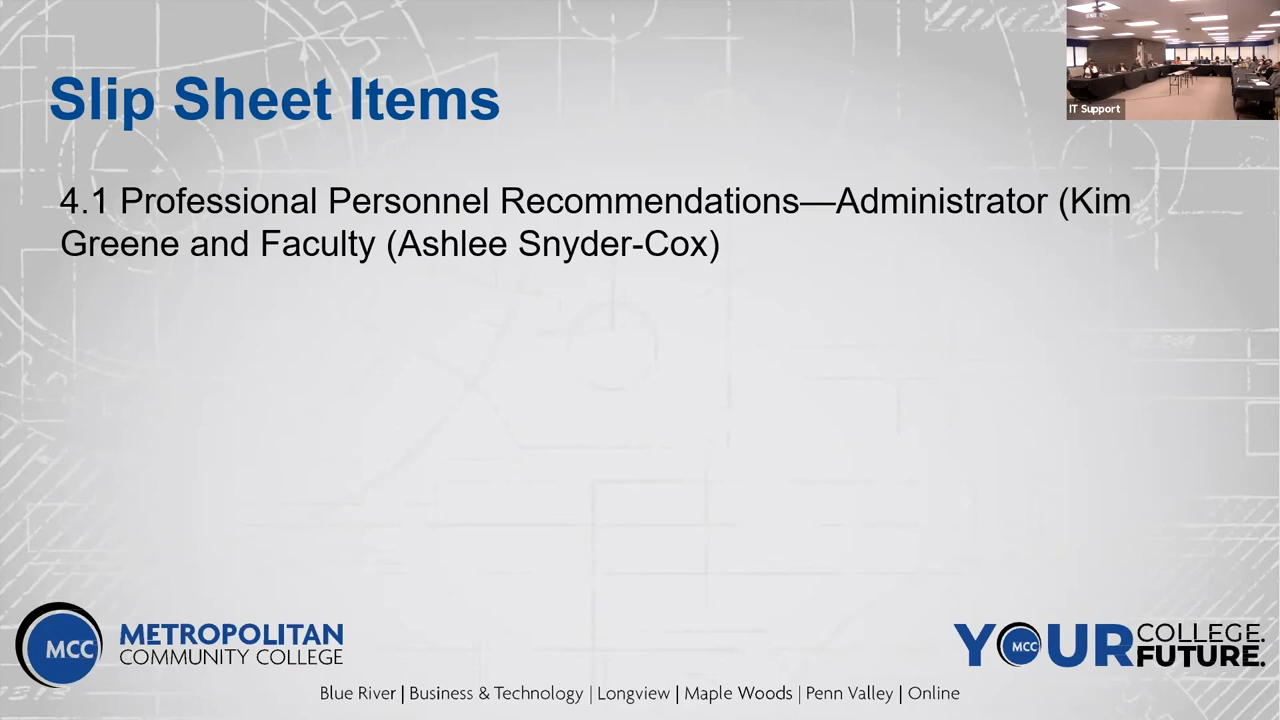 Slip Sheet Items
IT Support
4.1 Professional Personnel Recommendations—Administrator (Kim
Greene and Faculty (Ashlee Snyder-Cox)
MCC
METROPOLITAN
COMMUNITY COLLEGE
YOUR COLLEGE.
MCC
FUTURE.
Blue River | Business & Technology | Longview | Maple Woods | Penn Valley | Online